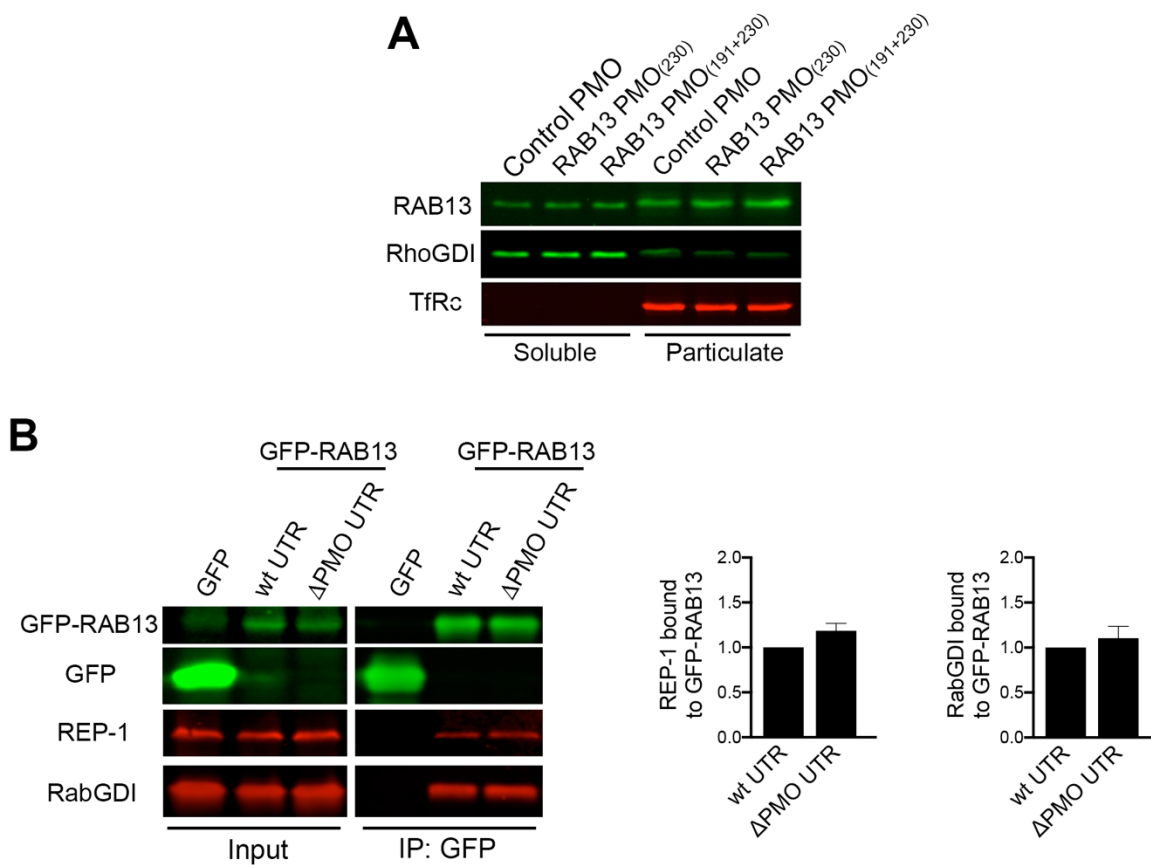 A
Control PMO
RAB13 PMO(230)
RAB13 PMO(191+230)
Control PMO
RAB13 PMO(230)
RAB13 PMO(191+230)
RAB13
RhoGDI
TfRc
Soluble
Particulate
B
GFP-RAB13
GFP-RAB13
GFP
wt UTR
ΔPMO UTR
GFP
wt UTR
ΔPMO UTR
GFP-RAB13
GFP
REP-1
RabGDI
Input
IP: GFP
REP-1 bound
to GFP-RAB13
2.0
1.5
1.0
0.5
0.0
wt UTR
ΔPMO UTR
RabGDI bound
to GFP-RAB13
2.0
1.5
1.0
0.5
0.0
wt UTR
ΔPMO UTR